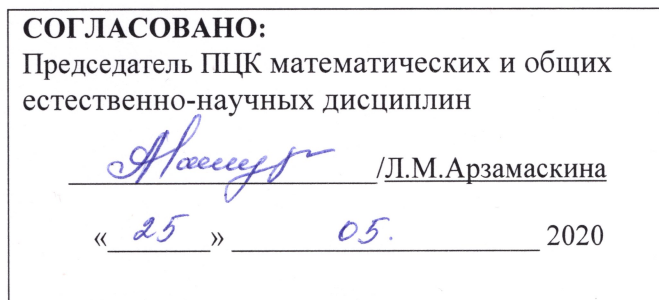 СОГЛАСОВАНО:
Председатель ПЦК математических и общих
естественно-научных дисциплин
/Л.М.Арзамаскина
«25» 05. 2020